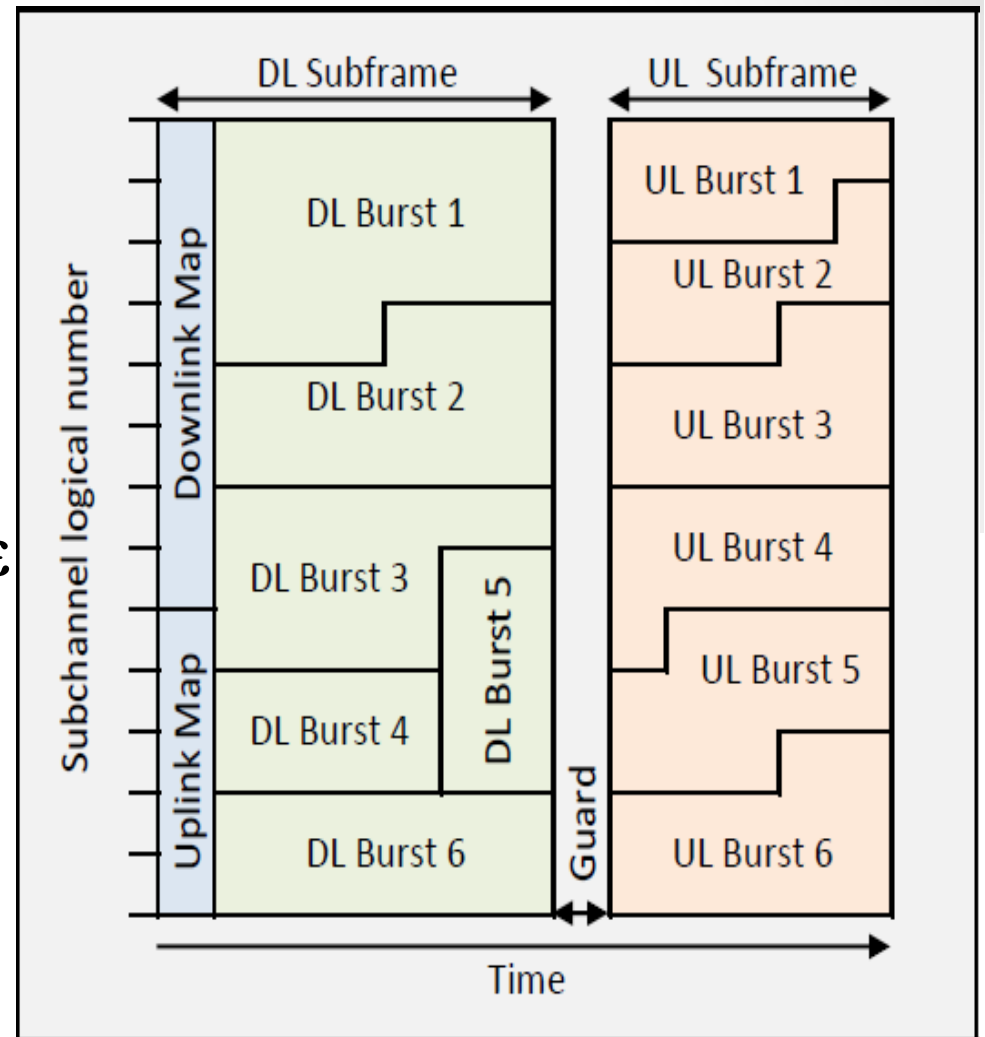 DL Subframe
UL  Subframe
Subchannel logical number
Downlink Map
Uplink Map
DL Burst 1
DL Burst 2
DL Burst 3
DL Burst 4
DL Burst 5
DL Burst 6
Guard
UL Burst 1
UL Burst 2
UL Burst 3
UL Burst 4
UL Burst 5
UL Burst 6
Time